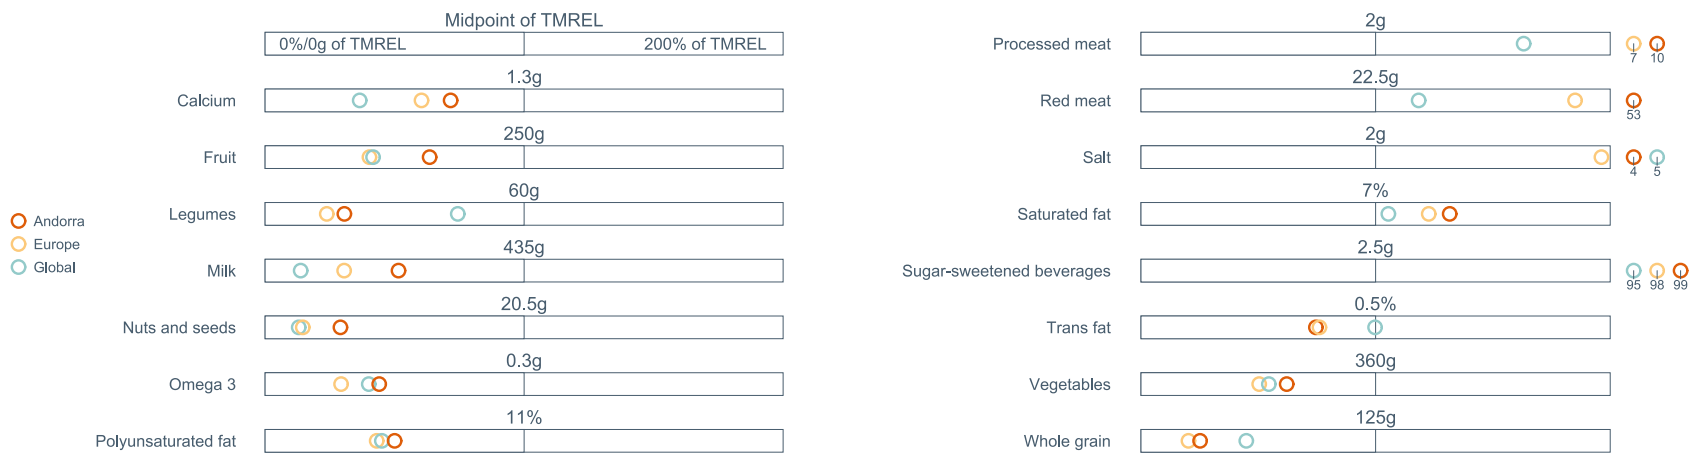 Midpoint of TMREL
0%/0g of TMREL 200% of TMREL
1.3g
Calcium
250g
Fruit
60g
Legumes
435g
Milk
20.5g
Nuts and seeds
0.3g
Omega 3
11%
Polyunsaturated fat
Andorra
Europe
Global
2g
Processed meat
7 10
22.5g
Red meat
53
2g
Salt
4 5
7%
Saturated fat
2.5g
Sugar-sweetened beverages
95 98 99
0.5%
Trans fat
360g
Vegetables
125g
Whole grain